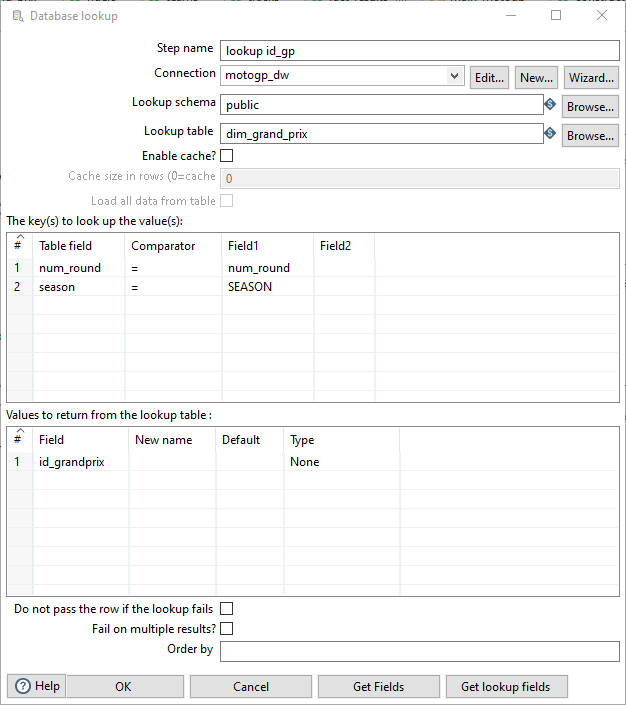 Database lookup
Step name lookup id_gp
Connection motogp_dw Edit... New... Wizard...
Lookup schema public Browse...
Lookup table dim_grand_prix Browse...
Enable cache?
Cache size in rows (0=cache 0
Load all data from table
The key(s) to look up the value(s):
# Table field Comparator Field1 Field2
1 num_round = num_round
2 season = SEASON
Values to return from the lookup table :
# Field New name Default Type
1 id_grandprix None
Do not pass the row if the lookup fails
Fail on multiple results?
Order by
Help OK Cancel Get Fields Get lookup fields